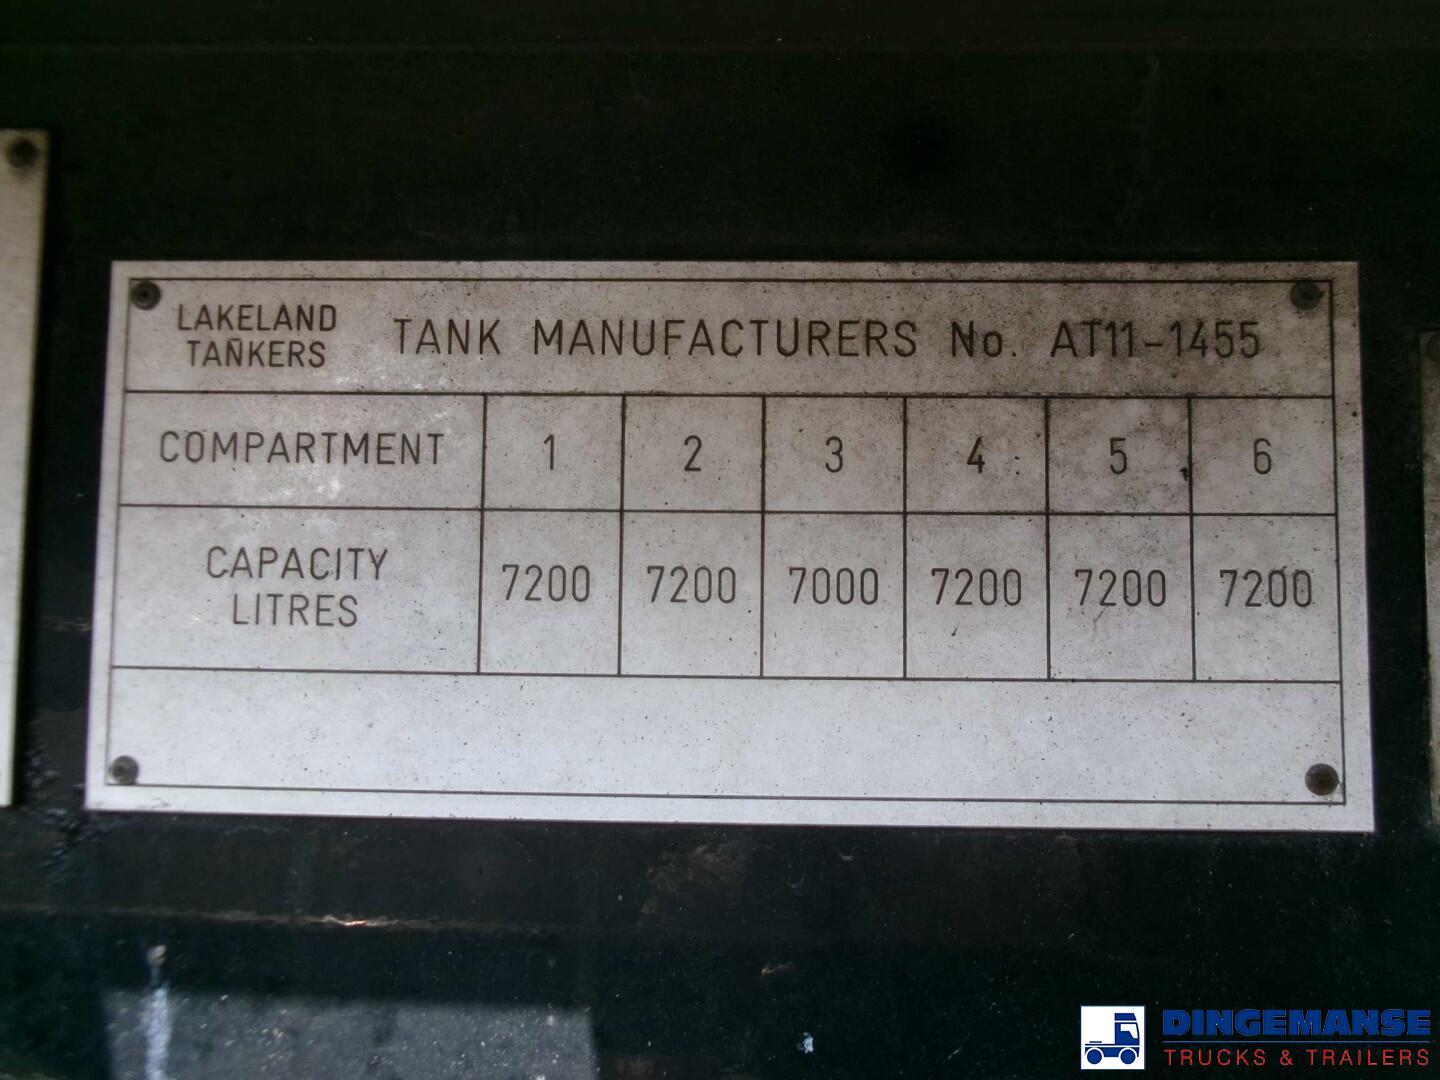 LAKELAND
TANKERS
TANK MANUFACTURERS No. AT11-1455
COMPARTMENT 1 2 3 4 5 6
CAPACITY
LITRES
7200 7200 7000 7200 7200 7200
DINGEMANSE
TRUCKS & TRAILERS